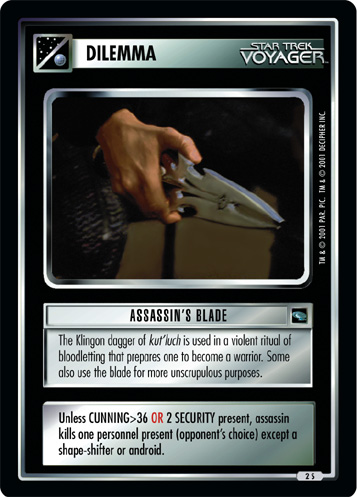 DILEMMA
STAR TREK
VOYAGER™
TM & © 2001 PAR. PIC. TM & © 2001 DECIPHER INC.
ASSASSIN'S BLADE
The Klingon dagger of kut'luch is used in a violent ritual of
bloodletting that prepares one to become a warrior. Some
also use the blade for more unscrupulous purposes.
Unless CUNNING>36 OR 2 SECURITY present, assassin
kills one personnel present (opponent's choice) except a
shape-shifter or android.
2 S